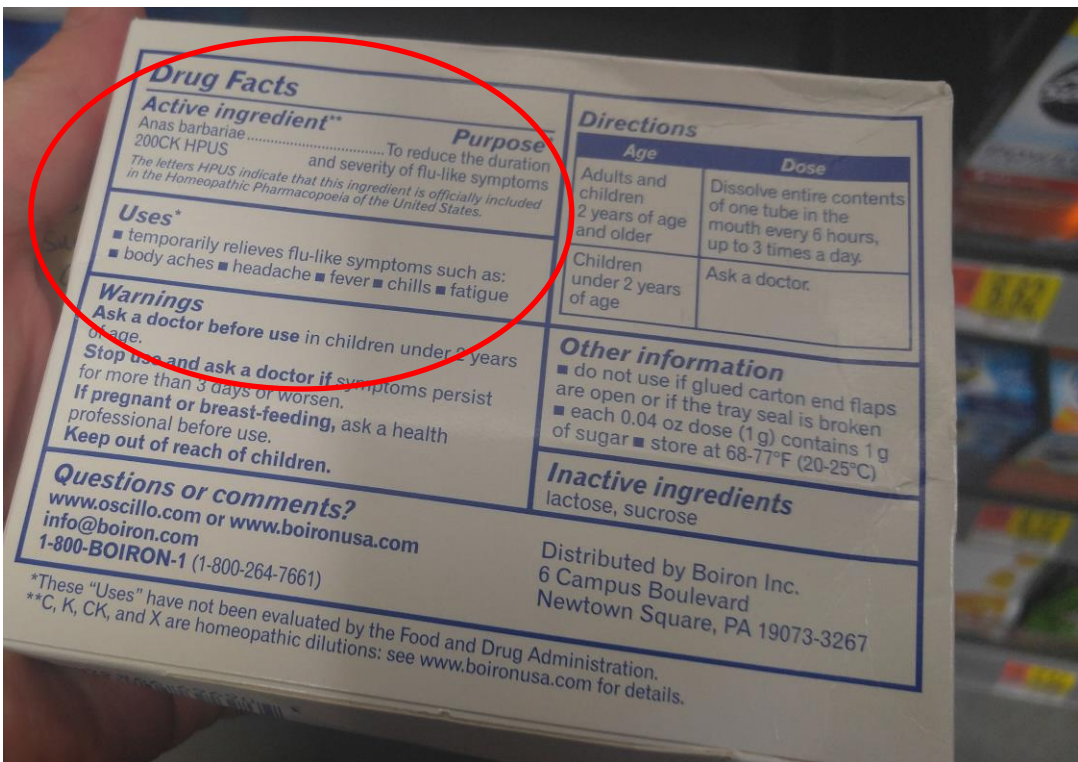 Drug Facts
Active ingredient** Purpose*
Anas barbariae..............................To reduce the duration
200CK HPUS and severity of flu-like symptoms
The letters HPUS indicate that this ingredient is officially included
in the Homeopathic Pharmacopoeia of the United States.
Uses*
■ temporarily relieves flu-like symptoms such as:
■ body aches ■ headache ■ fever ■ chills ■ fatigue
Warnings
Ask a doctor before use in children under 2 years
of age.
Stop use and ask a doctor if symptoms persist
for more than 3 days or worsen.
If pregnant or breast-feeding, ask a health
professional before use.
Keep out of reach of children.
Directions
Age Dose
Adults and
children
2 years of age
and older
Dissolve entire contents
of one tube in the
mouth every 6 hours,
up to 3 times a day.
Children
under 2 years
of age
Ask a doctor.
Other information
■ do not use if glued carton end flaps
are open or if the tray seal is broken
■ each 0.04 oz dose (1 g) contains 1 g
of sugar ■ store at 68-77°F (20-25°C)
Inactive ingredients
lactose, sucrose
Questions or comments?
www.oscillo.com or www.boironusa.com
info@boiron.com
1-800-BOIRON-1 (1-800-264-7661)
Distributed by Boiron Inc.
6 Campus Boulevard
Newtown Square, PA 19073-3267
*These "Uses" have not been evaluated by the Food and Drug Administration.
**C, K, CK, and X are homeopathic dilutions: see www.boironusa.com for details.